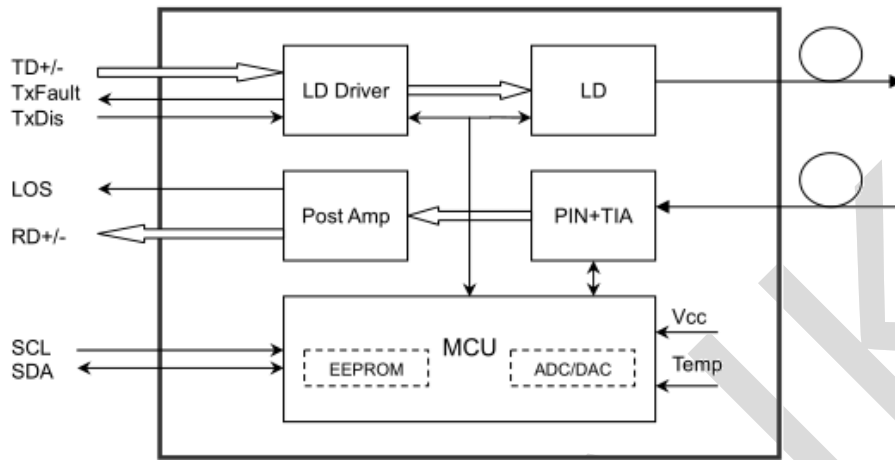 TD+/-
TxFault
TxDis
LD Driver
LD
LOS
RD+/-
Post Amp
PIN+TIA
SCL
SDA
MCU
EEPROM
ADC/DAC
Vcc
Temp